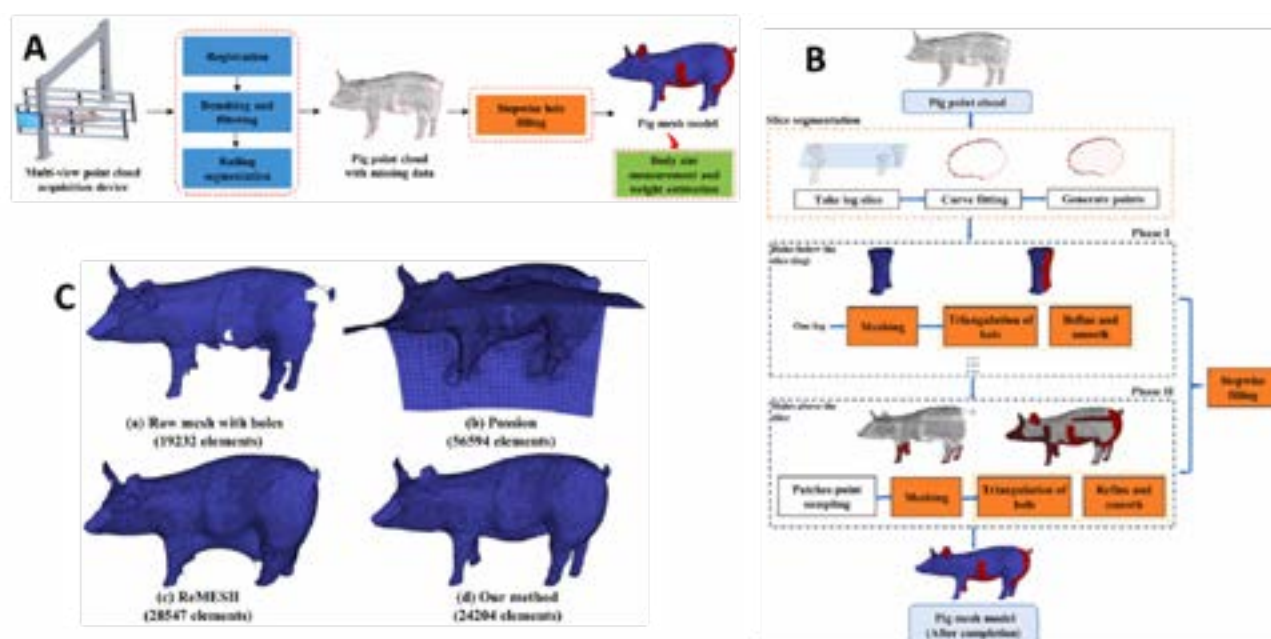 A
Registration
Denoising and
filtering
Railing
segmentation
Multi-view point cloud
acquisition device
Pig point cloud
with missing data
Stepwise hole
filling
Pig mesh model
Body size
measurement and
weight estimation
B
Pig point cloud
Slice segmentation
Take leg slice
Curve fitting
Generate points
Phase I
slice (leg)
One leg
Meshing
Triangulation of
hole
Refine and
smooth
Phase II
slice
Patches point
sampling
Meshing
Triangulation of
hole
Refine and
smooth
Stepwise
filling
Pig mesh model
(After completion)
C
(a) Raw mesh with holes
(19232 elements)
(b) Possion
(56594 elements)
(c) ReMESH
(28547 elements)
(d) Our method
(24204 elements)